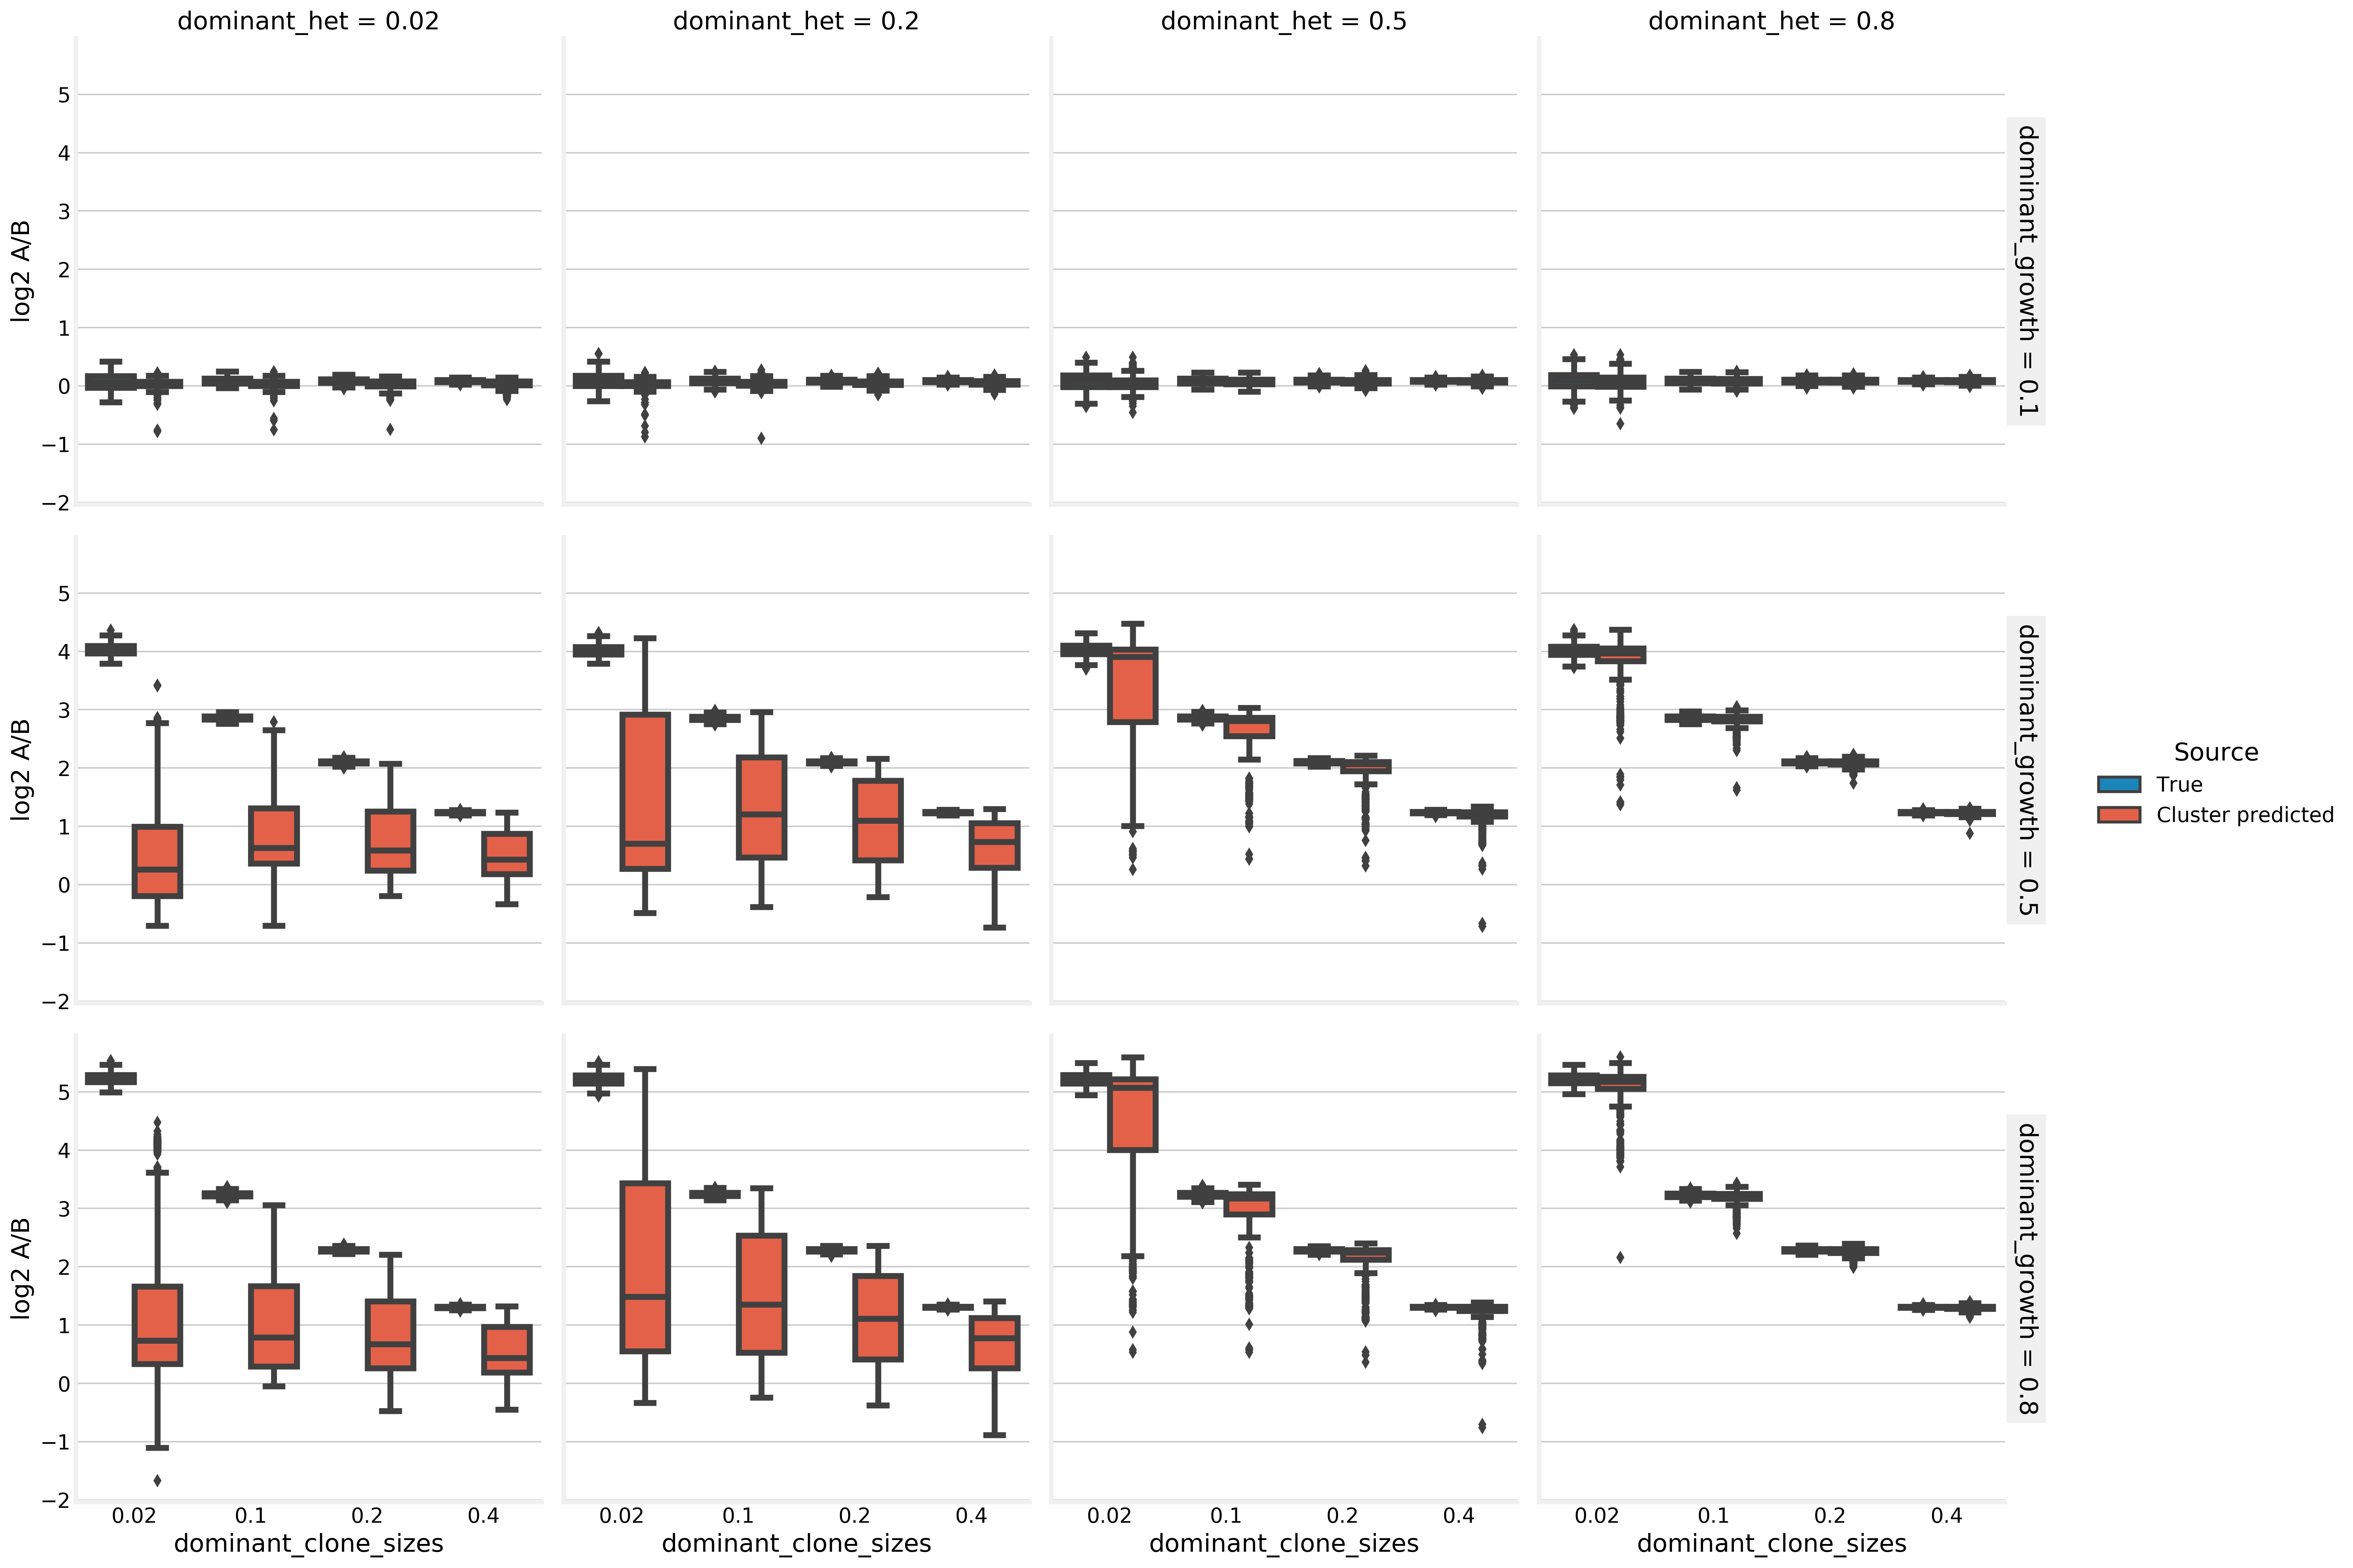 dominant_het = 0.02
dominant_het = 0.2
dominant_het = 0.5
dominant_het = 0.8
5
4
3
2
1
0
−1
−2
log2 A/B
dominant_growth = 0.1
5
4
3
2
1
0
−1
−2
log2 A/B
dominant_growth = 0.5
Source
True
Cluster predicted
5
4
3
2
1
0
−1
−2
log2 A/B
dominant_growth = 0.8
0.02 0.1 0.2 0.4
0.02 0.1 0.2 0.4
0.02 0.1 0.2 0.4
0.02 0.1 0.2 0.4
dominant_clone_sizes
dominant_clone_sizes
dominant_clone_sizes
dominant_clone_sizes